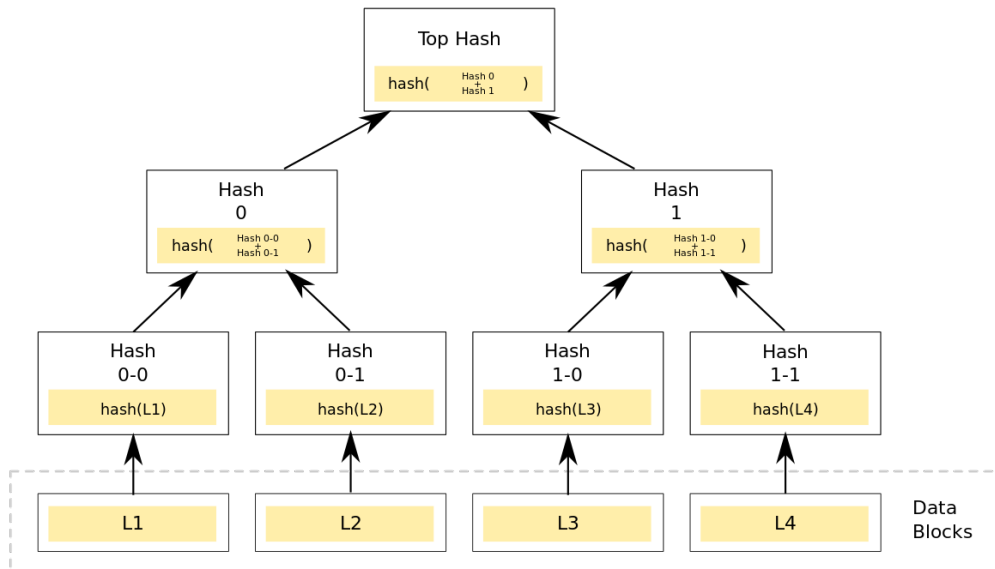 Top Hash
hash( Hash 0 + Hash 1 )
Hash
0
hash( Hash 0-0 + Hash 0-1 )
Hash
1
hash( Hash 1-0 + Hash 1-1 )
Hash
0-0
hash(L1)
Hash
0-1
hash(L2)
Hash
1-0
hash(L3)
Hash
1-1
hash(L4)
L1
L2
L3
L4
Data
Blocks